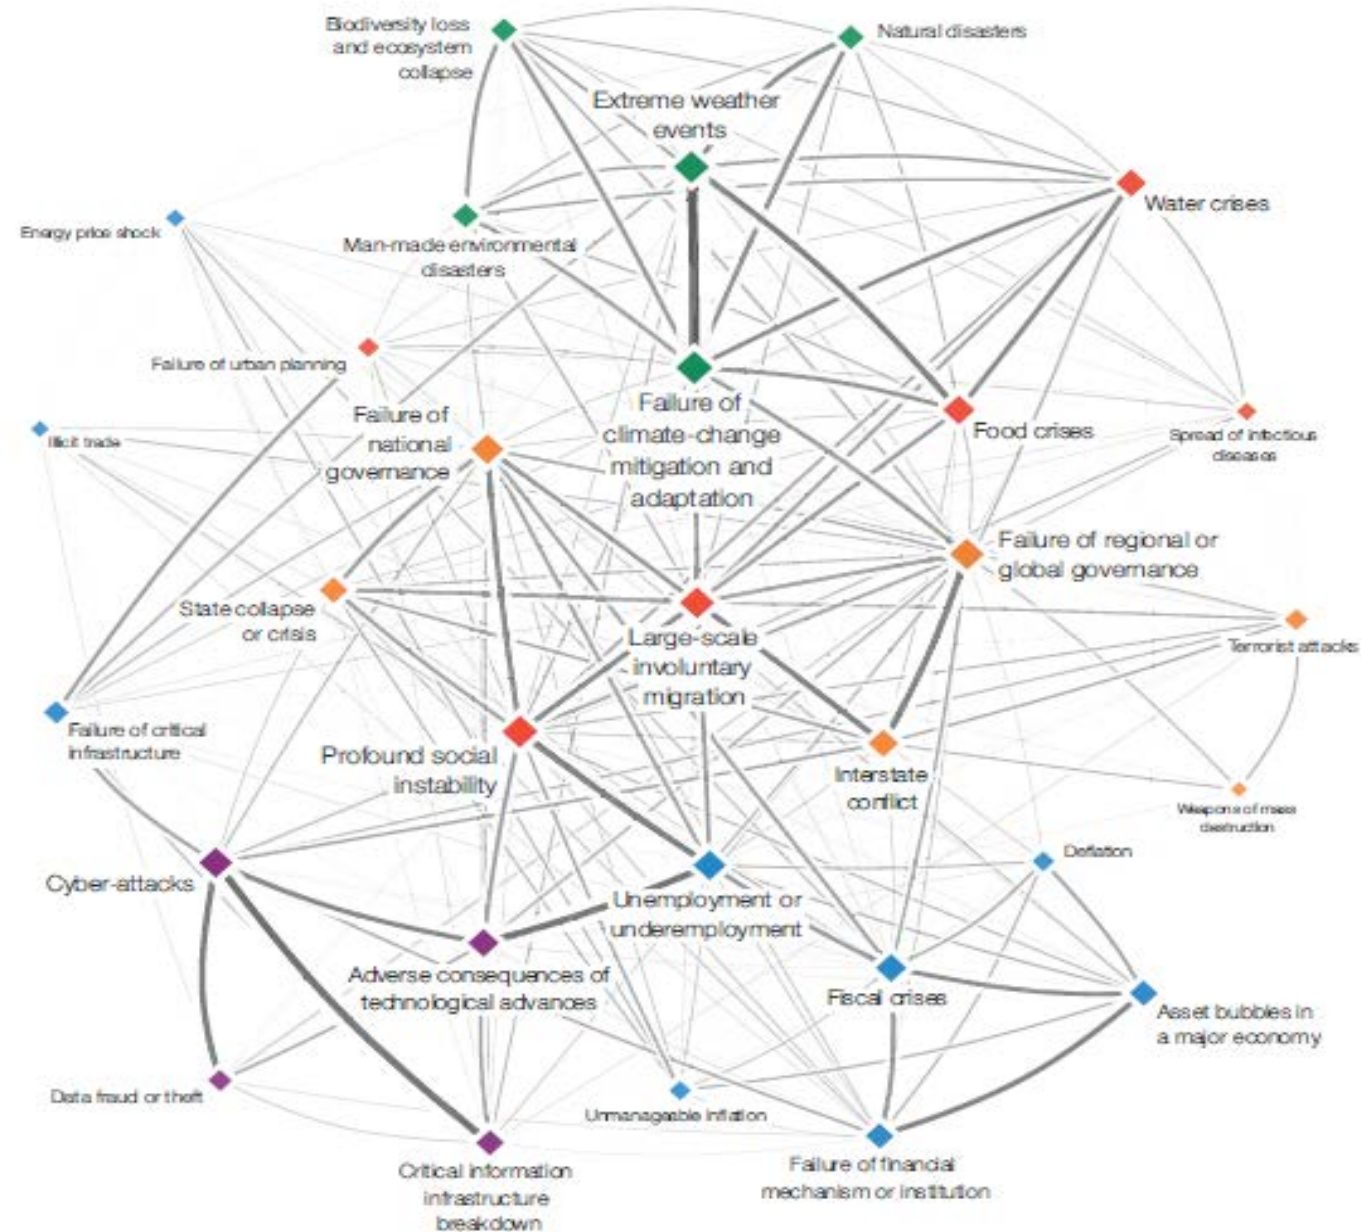 Biodiversity loss
and ecosystem
collapse
Natural disasters
Extreme weather
events
Water crises
Energy price shock
Man-made environmental
disasters
Failure of urban planning
Failure of
national
governance
Failure of
climate-change
mitigation and
adaptation
Food crises
Spread of infectious
diseases
Illicit trade
Failure of regional or
global governance
State collapse
or crisis
Large-scale
involuntary
migration
Terrorist attacks
Failure of critical
infrastructure
Profound social
instability
Interstate
conflict
Weapons of mass
destruction
Deflation
Cyber-attacks
Unemployment or
underemployment
Adverse consequences of
technological advances
Fiscal crises
Asset bubbles in
a major economy
Data fraud or theft
Unmanageable inflation
Critical information
infrastructure
breakdown
Failure of financial
mechanism or institution